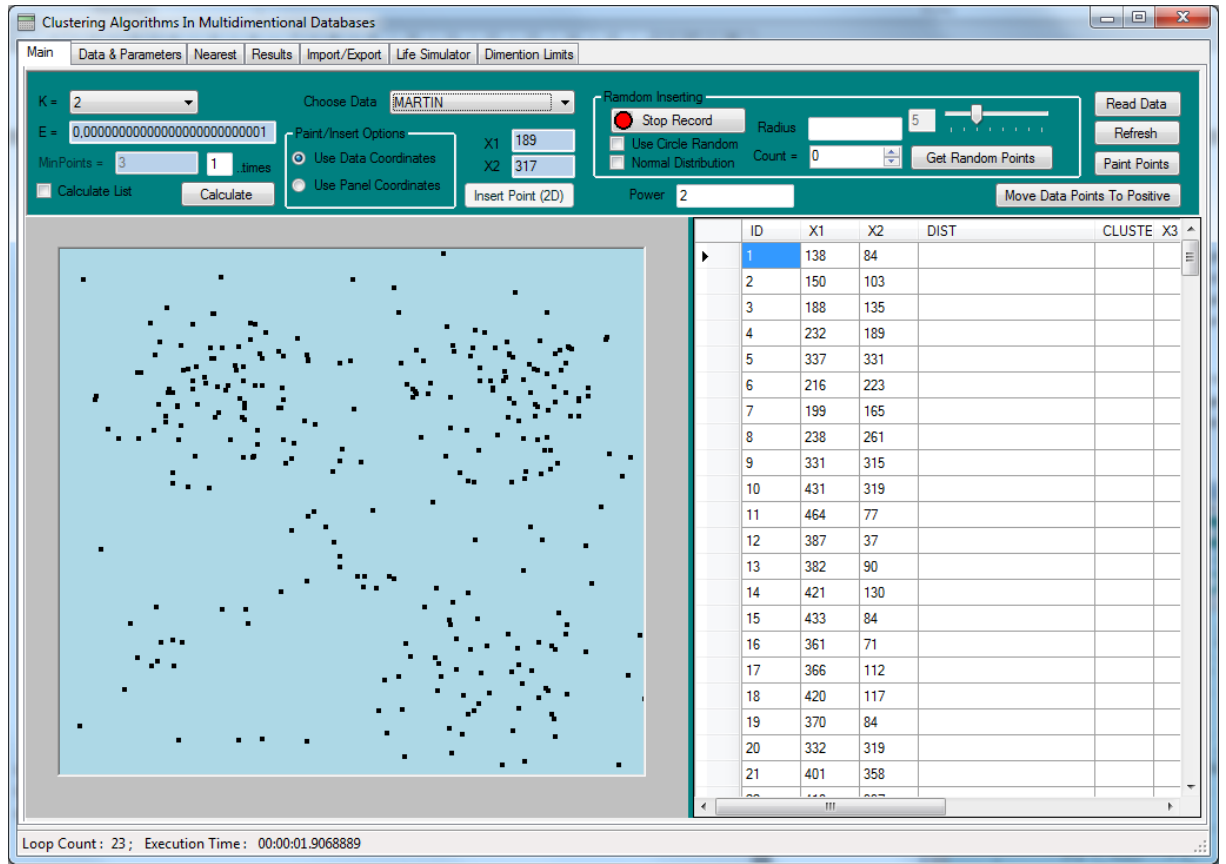 Clustering Algorithms In Multidimentional Databases
Main Data & Parameters Nearest Results Import/Export Life Simulator Dimention Limits
K = 2
Choose Data MARTIN
Ramdom Inserting
Stop Record
Radius
5
Read Data
E = 0,00000000000000000000000001
Paint/Insert Options
X1 189
Use Circle Random
Refresh
Use Data Coordinates
MinPoints = 3 1 ..times
X2 317
Normal Distribution
Count = 0
Get Random Points
Paint Points
Calculate List
Calculate
Use Panel Coordinates
Insert Point (2D)
Power 2
Move Data Points To Positive
ID X1 X2 DIST CLUSTE X3
1 138 84
2 150 103
3 188 135
4 232 189
5 337 331
6 216 223
7 199 165
8 238 261
9 331 315
10 431 319
11 464 77
12 387 37
13 382 90
14 421 130
15 433 84
16 361 71
17 366 112
18 420 117
19 370 84
20 332 319
21 401 358
Loop Count : 23 ; Execution Time : 00:00:01.9068889